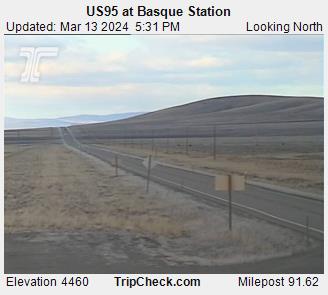 US95 at Basque Station
Updated: Mar 13 2024 5:31 PM Looking North
Elevation 4460 TripCheck.com Milepost 91.62